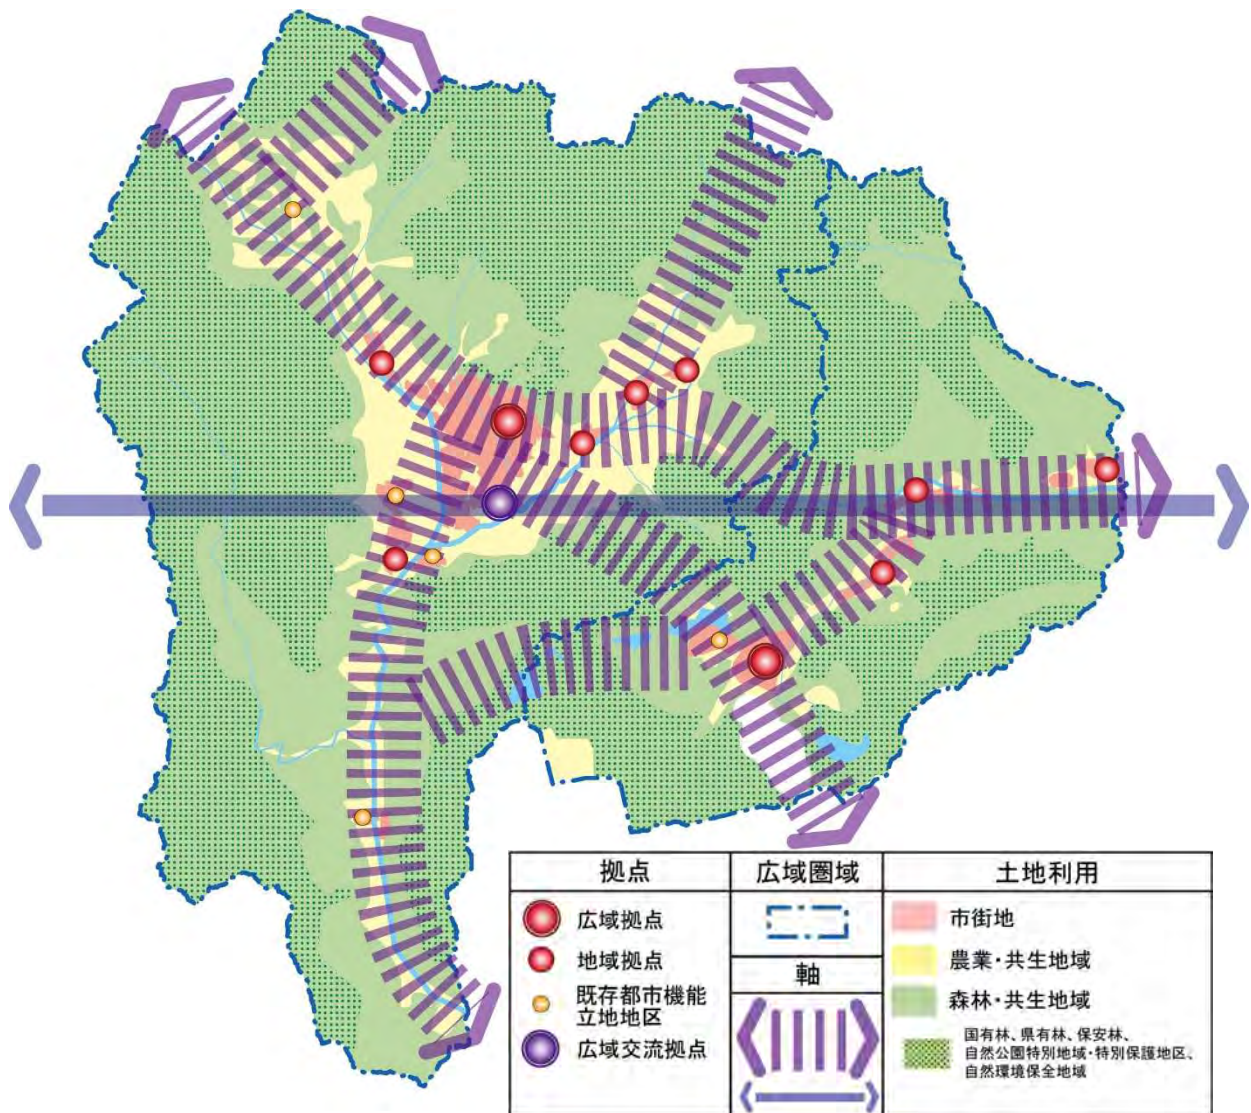 拠点
広域拠点
地域拠点
既存都市機能
立地地区
広域交流拠点
広域圏域
軸
土地利用
市街地
農業・共生地域
森林・共生地域
国有林、県有林、保安林、
自然公園特別地域・特別保護地区、
自然環境保全地域